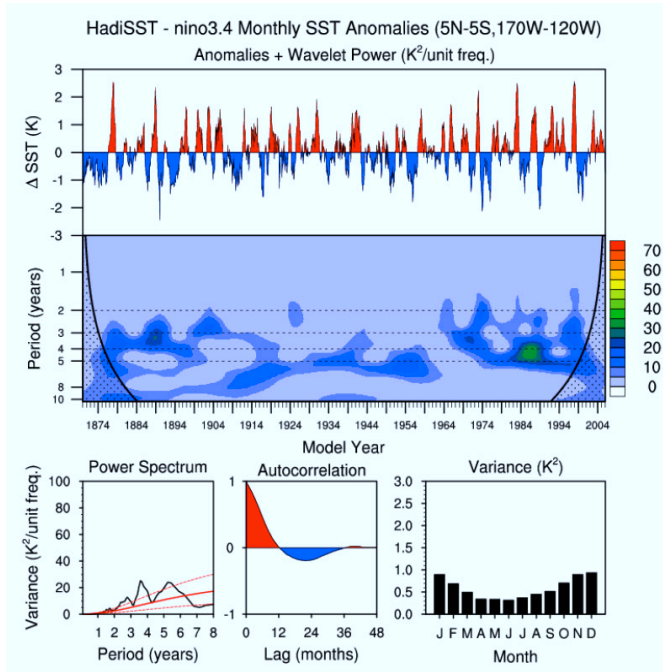 HadiSST - nino3.4 Monthly SST Anomalies (5N-5S,170W-120W)
Anomalies + Wavelet Power (K²/unit freq.)
Δ SST (K)
3
2
1
0
-1
-2
-3
Period (years)
1
2
3
4
5
8
10
70
60
50
40
30
20
10
0
1874 1884 1894 1904 1914 1924 1934 1944 1954 1964 1974 1984 1994 2004
Model Year
Power Spectrum
Variance (K²/unit freq.)
100
80
60
40
20
0
1 2 3 4 5 6 7 8
Period (years)
Autocorrelation
1
0
-1
0 12 24 36 48
Lag (months)
Variance (K²)
3.0
2.5
2.0
1.5
1.0
0.5
0.0
J F M A M J J A S O N D
Month